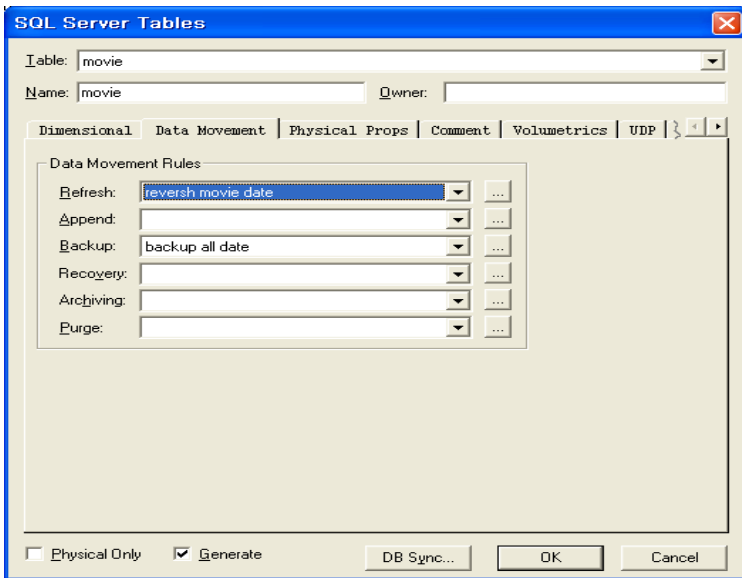 SQL Server Tables
Table: movie
Name: movie Owner:
Dimensional Data Movement Physical Props Comment Volumetrics UDP
Data Movement Rules
Refresh: reversh movie date ...
Append: ...
Backup: backup all date ...
Recovery: ...
Archiving: ...
Purge: ...
Physical Only Generate DB Sync... OK Cancel